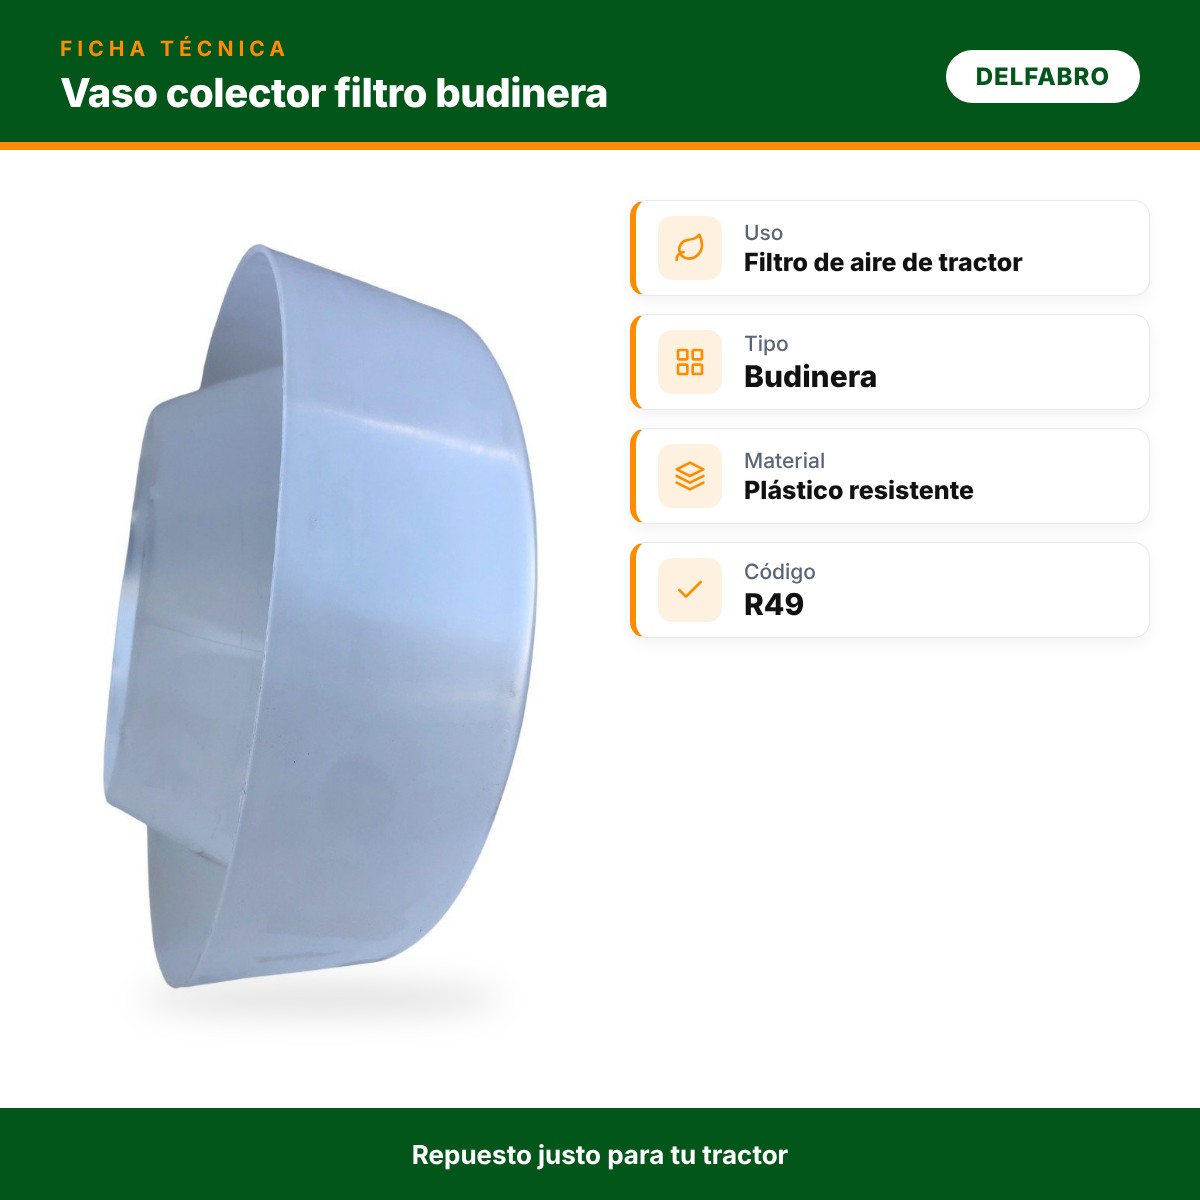 FICHA TÉCNICA
Vaso colector filtro budinera
DELFABRO
Uso
Filtro de aire de tractor
Tipo
Budinera
Material
Plástico resistente
Código
R49
Repuesto justo para tu tractor